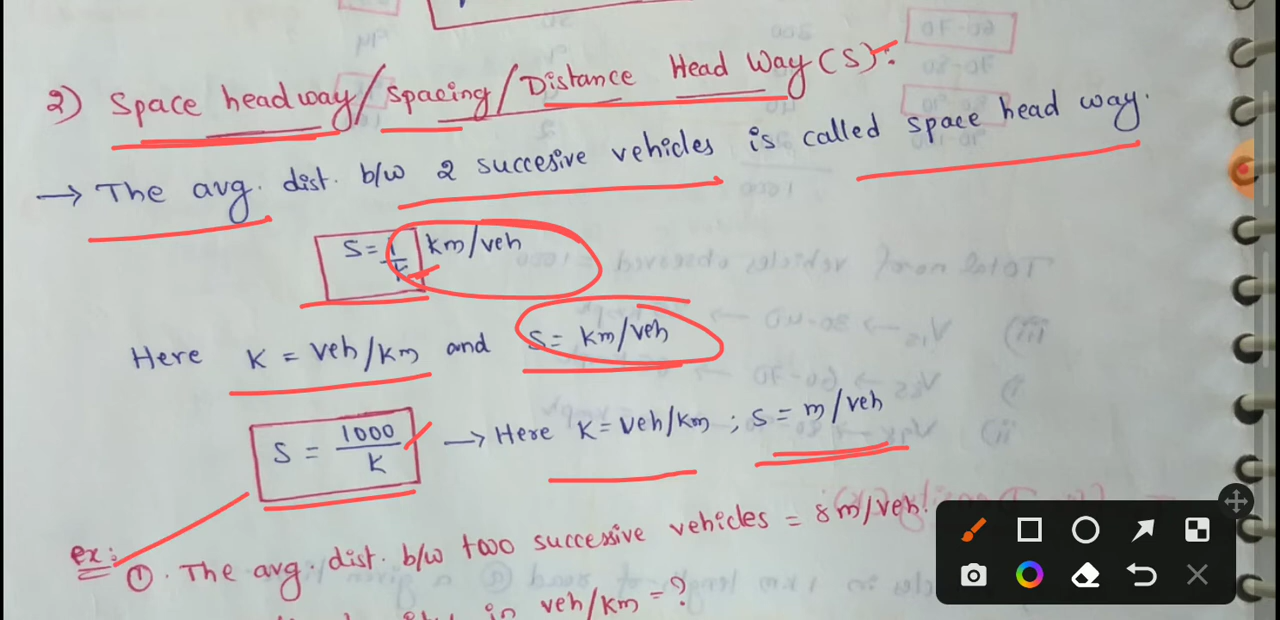 2) Space headway/spacing/Distance Head Way(S):
→ The avg. dist. b/w 2 succesive vehicles is called space head way.
S=1/K km/veh
Here K = veh/km and S= km/veh
S = 1000/K → Here K=veh/km ; S=m/veh
ex: ① . The avg. dist. b/w two successive vehicles = 8m/veh.
in veh/km=?